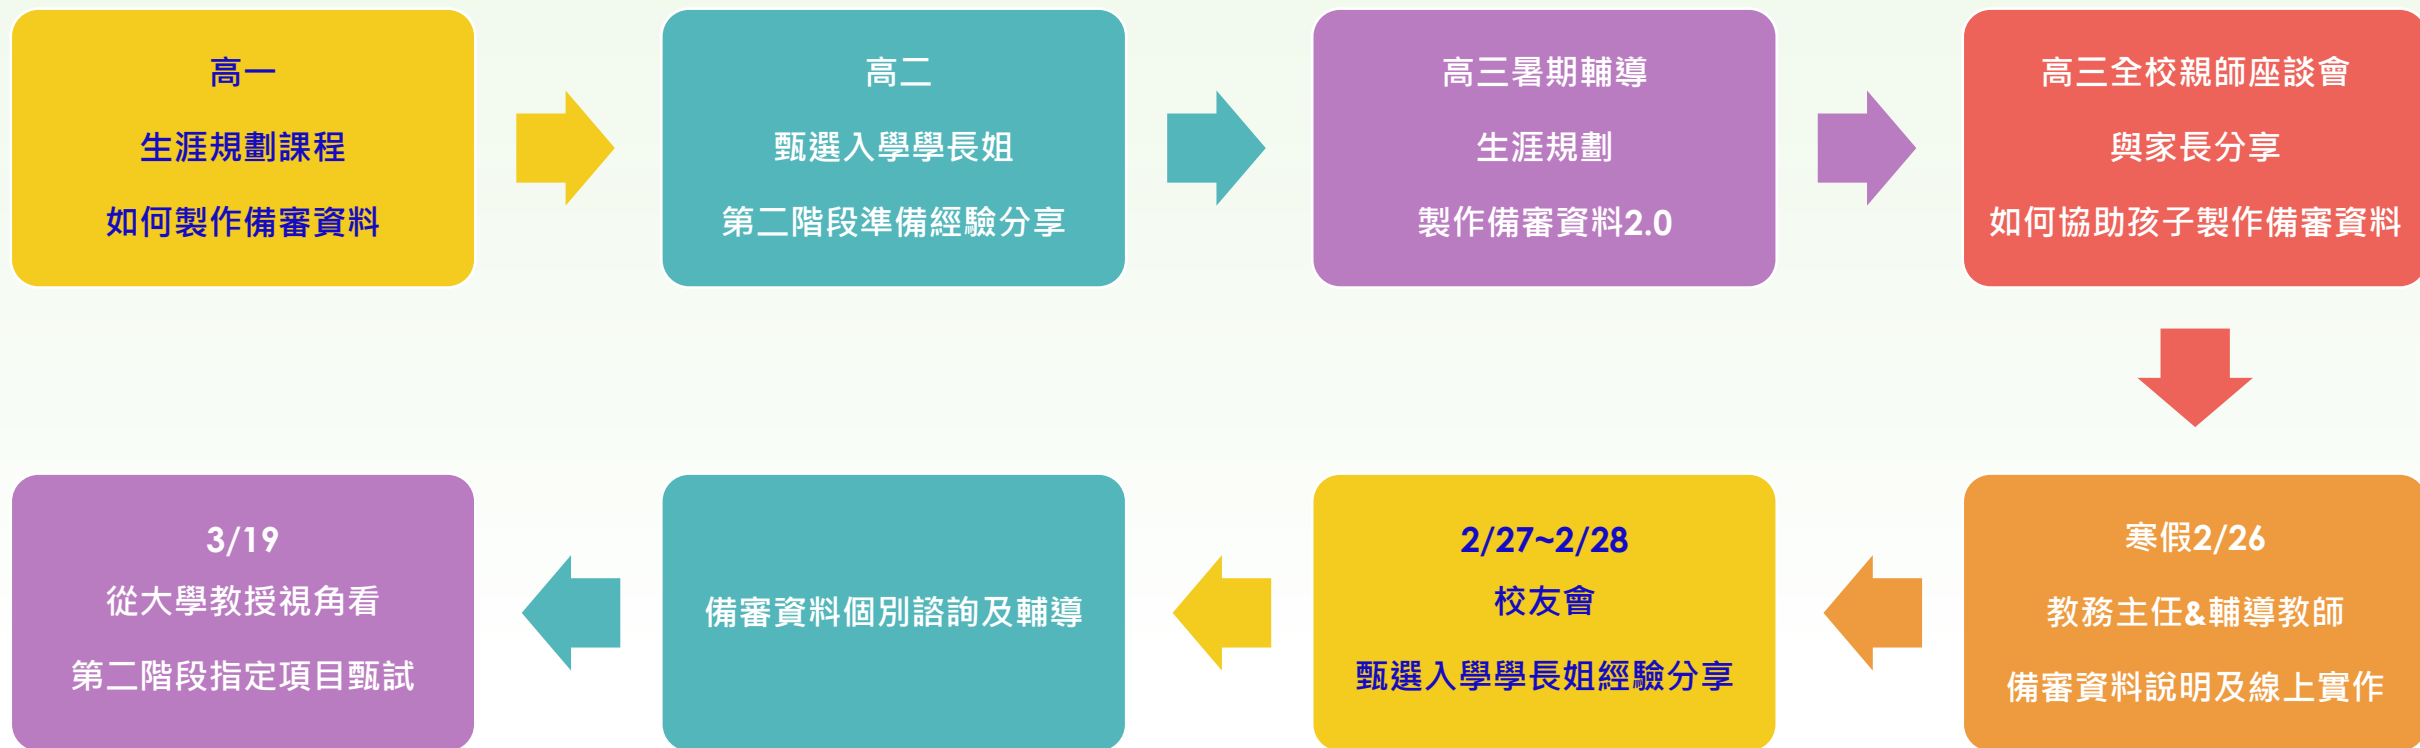 高一
生涯規劃課程
如何製作備審資料
高二
甄選入學學長姐
第二階段準備經驗分享
高三暑期輔導
生涯規劃
製作備審資料2.0
高三全校親師座談會
與家長分享
如何協助孩子製作備審資料
寒假2/26
教務主任&輔導教師
備審資料說明及線上實作
2/27~2/28
校友會
甄選入學學長姐經驗分享
備審資料個別諮詢及輔導
3/19
從大學教授視角看
第二階段指定項目甄試